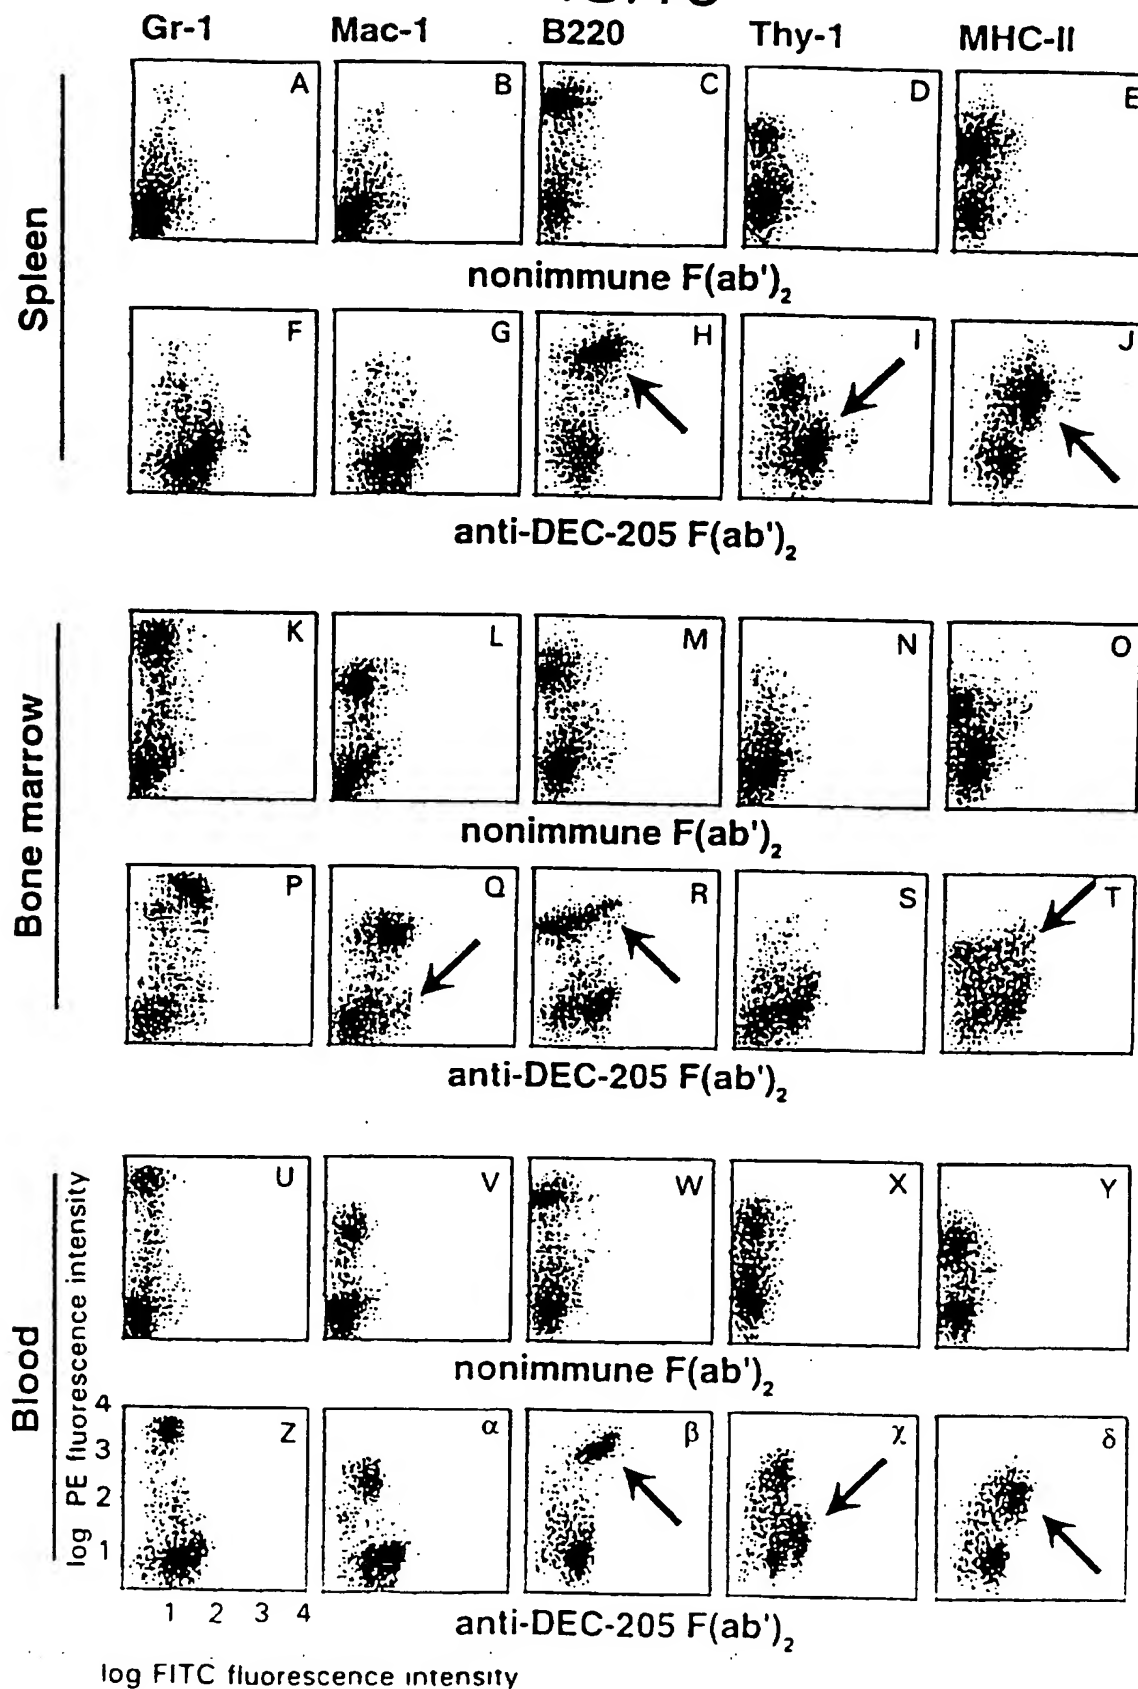 Gr-1 Mac-1 B220 Thy-1 MHC-II
A B C D E
Spleen
nonimmune F(ab')₂
F G H I J
anti-DEC-205 F(ab')₂
K L M N O
Bone marrow
nonimmune F(ab')₂
P Q R S T
anti-DEC-205 F(ab')₂
U V W X Y
Blood
log PE fluorescence intensity
nonimmune F(ab')₂
Z α β χ δ
4
3
2
1
1 2 3 4
anti-DEC-205 F(ab')₂
log FITC fluorescence intensity